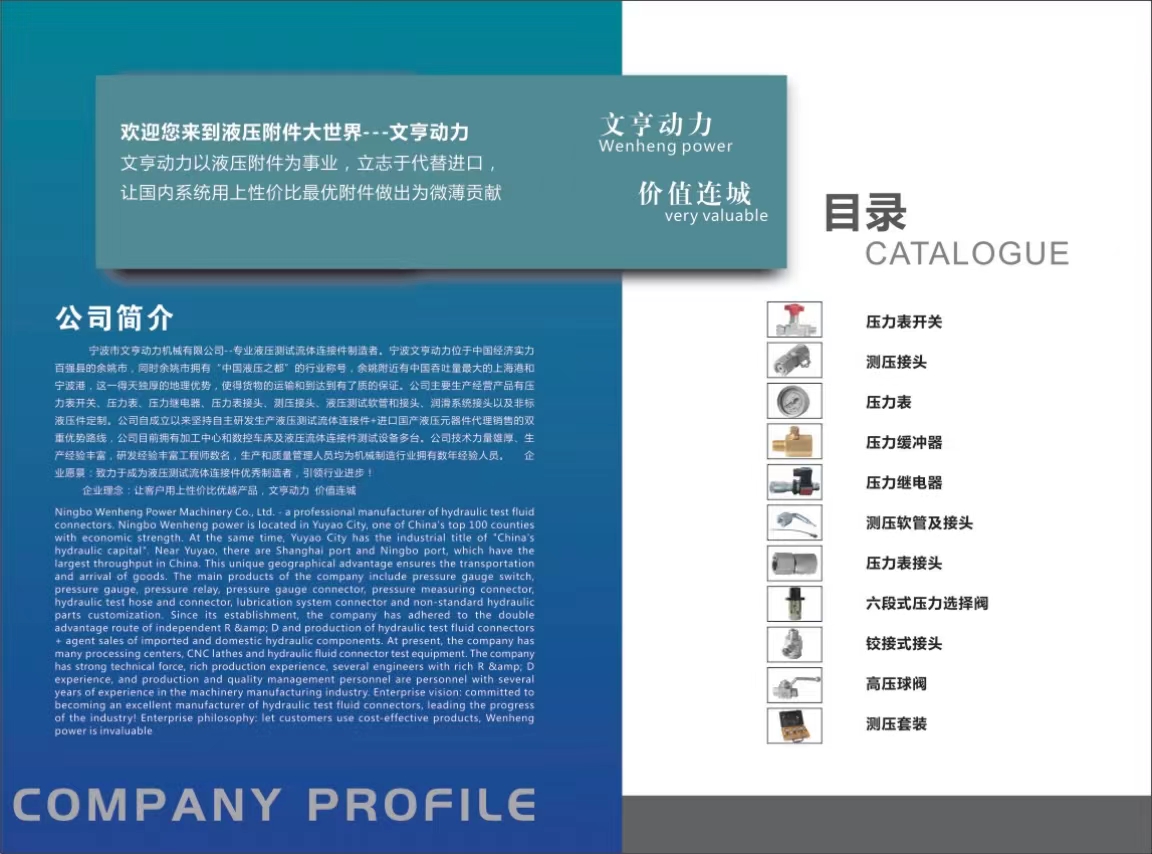 欢迎您来到液压附件大世界---文亨动力
文亨动力以液压附件为事业，立志于代替进口，
让国内系统用上性价比最优附件做出为微薄贡献
文亨动力
Wenheng power
价值连城
very valuable
目录
CATALOGUE
公司简介
宁波市文亨动力机械有限公司--专业液压测试流体连接件制造者。宁波文亨动力位于中国经济实力
百强县的余姚市，同时余姚市拥有“中国液压之都”的行业称号，余姚附近有中国吞吐量最大的上海港和
宁波港，这一得天独厚的地理优势，使得货物的运输和到达到有了质的保证。公司主要生产经营产品有压
力表开关、压力表、压力继电器、压力表接头、测压接头、液压测试软管和接头、润滑系统接头以及非标
液压件定制。公司自成立以来坚持自主研发生产液压测试流体连接件+进口国产液压元器件代理销售的双
重优势路线，公司目前拥有加工中心和数控车床及液压流体连接件测试设备多台。公司技术力量雄厚、生
产经验丰富，研发经验丰富工程师数名，生产和质量管理人员均为机械制造行业拥有数年经验人员。 企
业愿景：致力于成为液压测试流体连接件优秀制造者，引领行业进步！
企业理念：让客户用上性价比优越产品，文亨动力 价值连城
Ningbo Wenheng Power Machinery Co., Ltd. - a professional manufacturer of hydraulic test fluid
connectors. Ningbo Wenheng power is located in Yuyao City, one of China's top 100 counties
with economic strength. At the same time, Yuyao City has the industrial title of "China's
hydraulic capital". Near Yuyao, there are Shanghai port and Ningbo port, which have the
largest throughput in China. This unique geographical advantage ensures the transportation
and arrival of goods. The main products of the company include pressure gauge switch,
pressure gauge, pressure relay, pressure gauge connector, pressure measuring connector,
hydraulic test hose and connector, lubrication system connector and non-standard hydraulic
parts customization. Since its establishment, the company has adhered to the double
advantage route of independent R &amp; D and production of hydraulic test fluid connectors
+ agent sales of imported and domestic hydraulic components. At present, the company has
many processing centers, CNC lathes and hydraulic fluid connector test equipment. The company
has strong technical force, rich production experience, several engineers with rich R &amp; D
experience, and production and quality management personnel are personnel with several
years of experience in the machinery manufacturing industry. Enterprise vision: committed to
becoming an excellent manufacturer of hydraulic test fluid connectors, leading the progress
of the industry! Enterprise philosophy: let customers use cost-effective products, Wenheng
power is invaluable
COMPANY PROFILE
压力表开关
测压接头
压力表
压力缓冲器
压力继电器
测压软管及接头
压力表接头
六段式压力选择阀
铰接式接头
高压球阀
测压套装